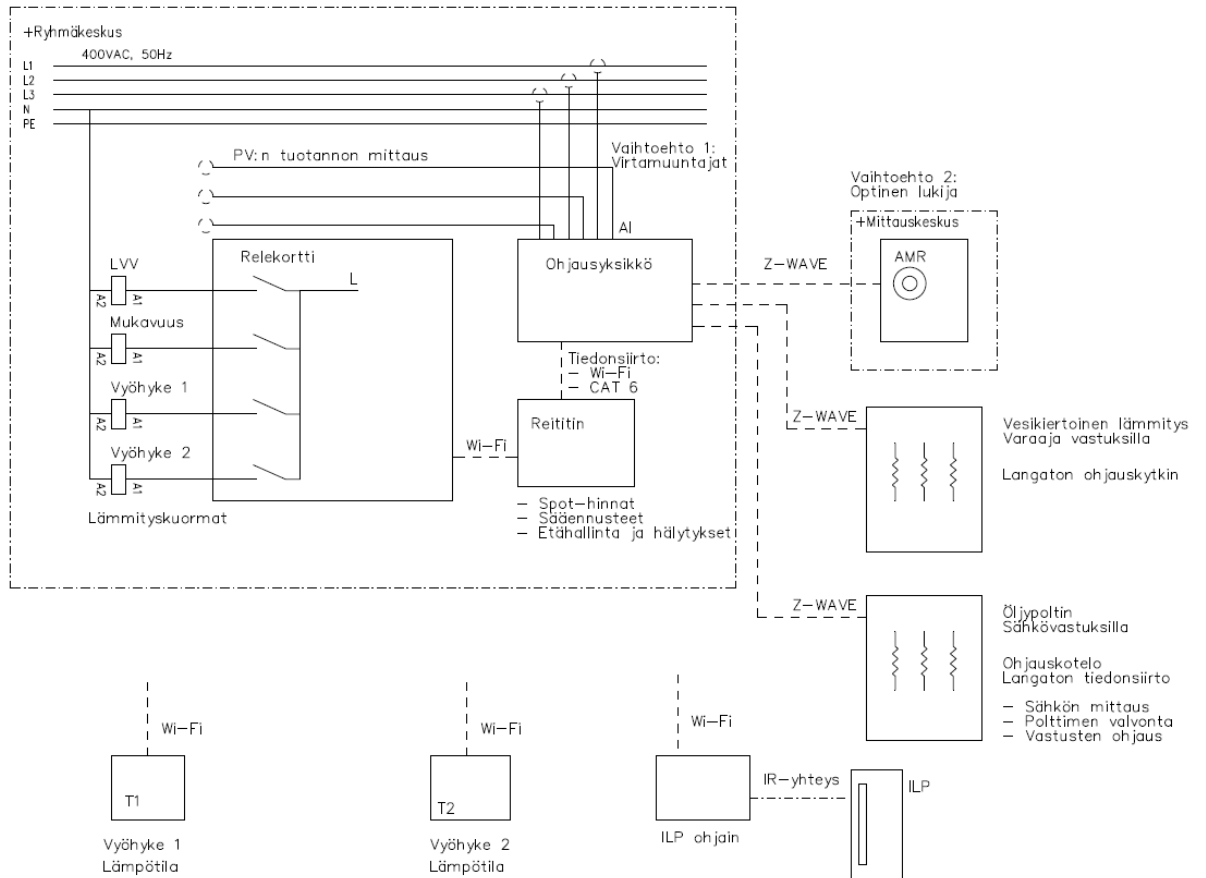 +Ryhmäkeskus
400VAC, 50Hz
L1
L2
L3
N
PE
PV:n tuotannon mittaus
Vaihtoehto 1:
Virtamuuntajat
AI
Vaihtoehto 2:
Optinen lukija
+Mittauskeskus
AMR
Relekortti
L
Ohjausyksikkö
Z-WAVE
LVV
A2 A1
Mukavuus
A2 A1
Vyöhyke 1
A2 A1
Vyöhyke 2
A2 A1
Lämmityskuormat
Tiedonsiirto:
- Wi-Fi
- CAT 6
Reititin
Wi-Fi
- Spot-hinnat
- Sääennusteet
- Etähallinta ja hälytykset
Z-WAVE
Vesikiertoinen lämmitys
Varaaja vastuksilla
Langaton ohjauskytkin
Z-WAVE
Öljypoltin
Sähkövastuksilla
Ohjauskotelo
Langaton tiedonsiirto
- Sähkön mittaus
- Polttimen valvonta
- Vastusten ohjaus
Wi-Fi
T1
Vyöhyke 1
Lämpötila
Wi-Fi
T2
Vyöhyke 2
Lämpötila
Wi-Fi
ILP ohjain
IR-yhteys
ILP